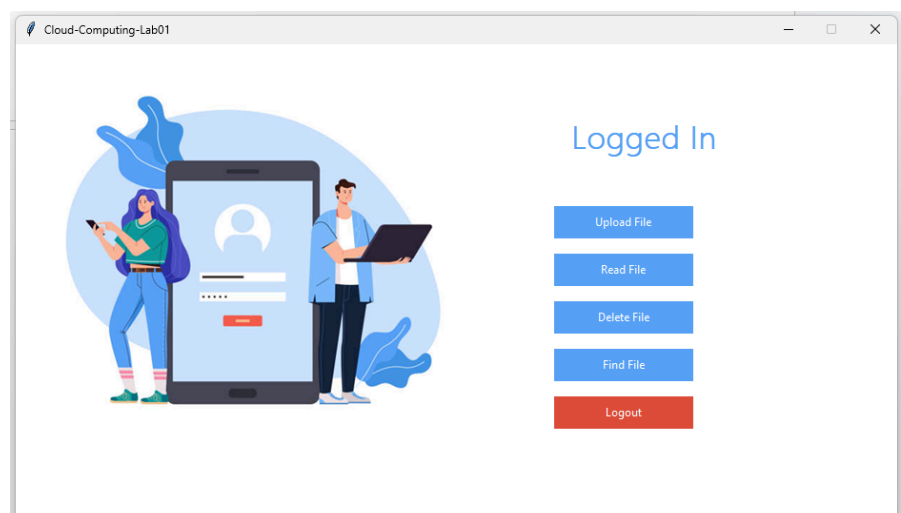 Cloud-Computing-Lab01
Logged In
Upload File
Read File
Delete File
Find File
Logout